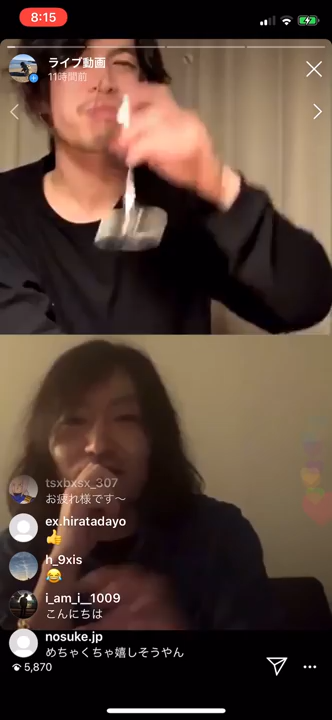 8:15
ライブ動画
11時間前
tsxbxsx_307
お疲れ様です〜
ex.hiratadayo
👍
h_9xis
😂
i_am_i__1009
こんにちは
nosuke.jp
めちゃくちゃ嬉しそうやん
5,870